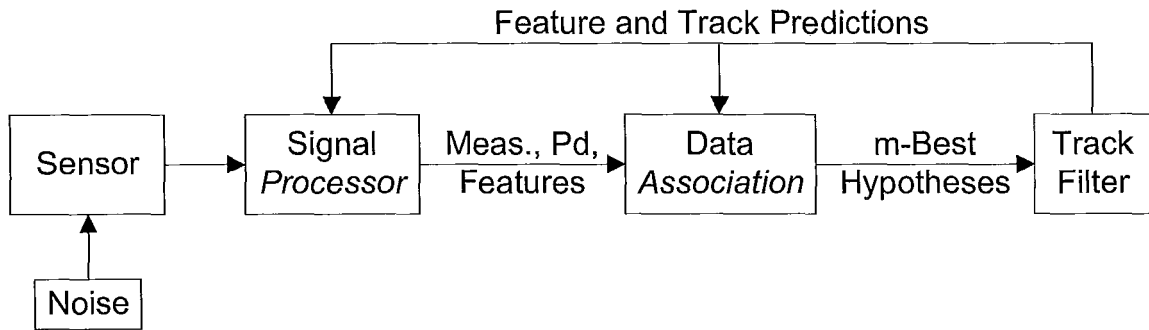 Feature and Track Predictions
Sensor
Signal
Processor
Meas., Pd,
Features
Data
Association
m-Best
Hypotheses
Track
Filter
Noise